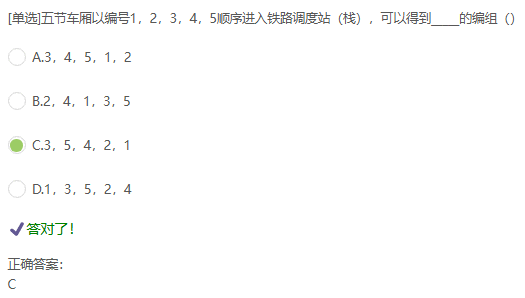 [单选]五节车厢以编号1，2，3，4，5顺序进入铁路调度站（栈），可以得到_____的编组（）
A.3，4，5，1，2
B.2，4，1，3，5
C.3，5，4，2，1
D.1，3，5，2，4
答对了！
正确答案：
C